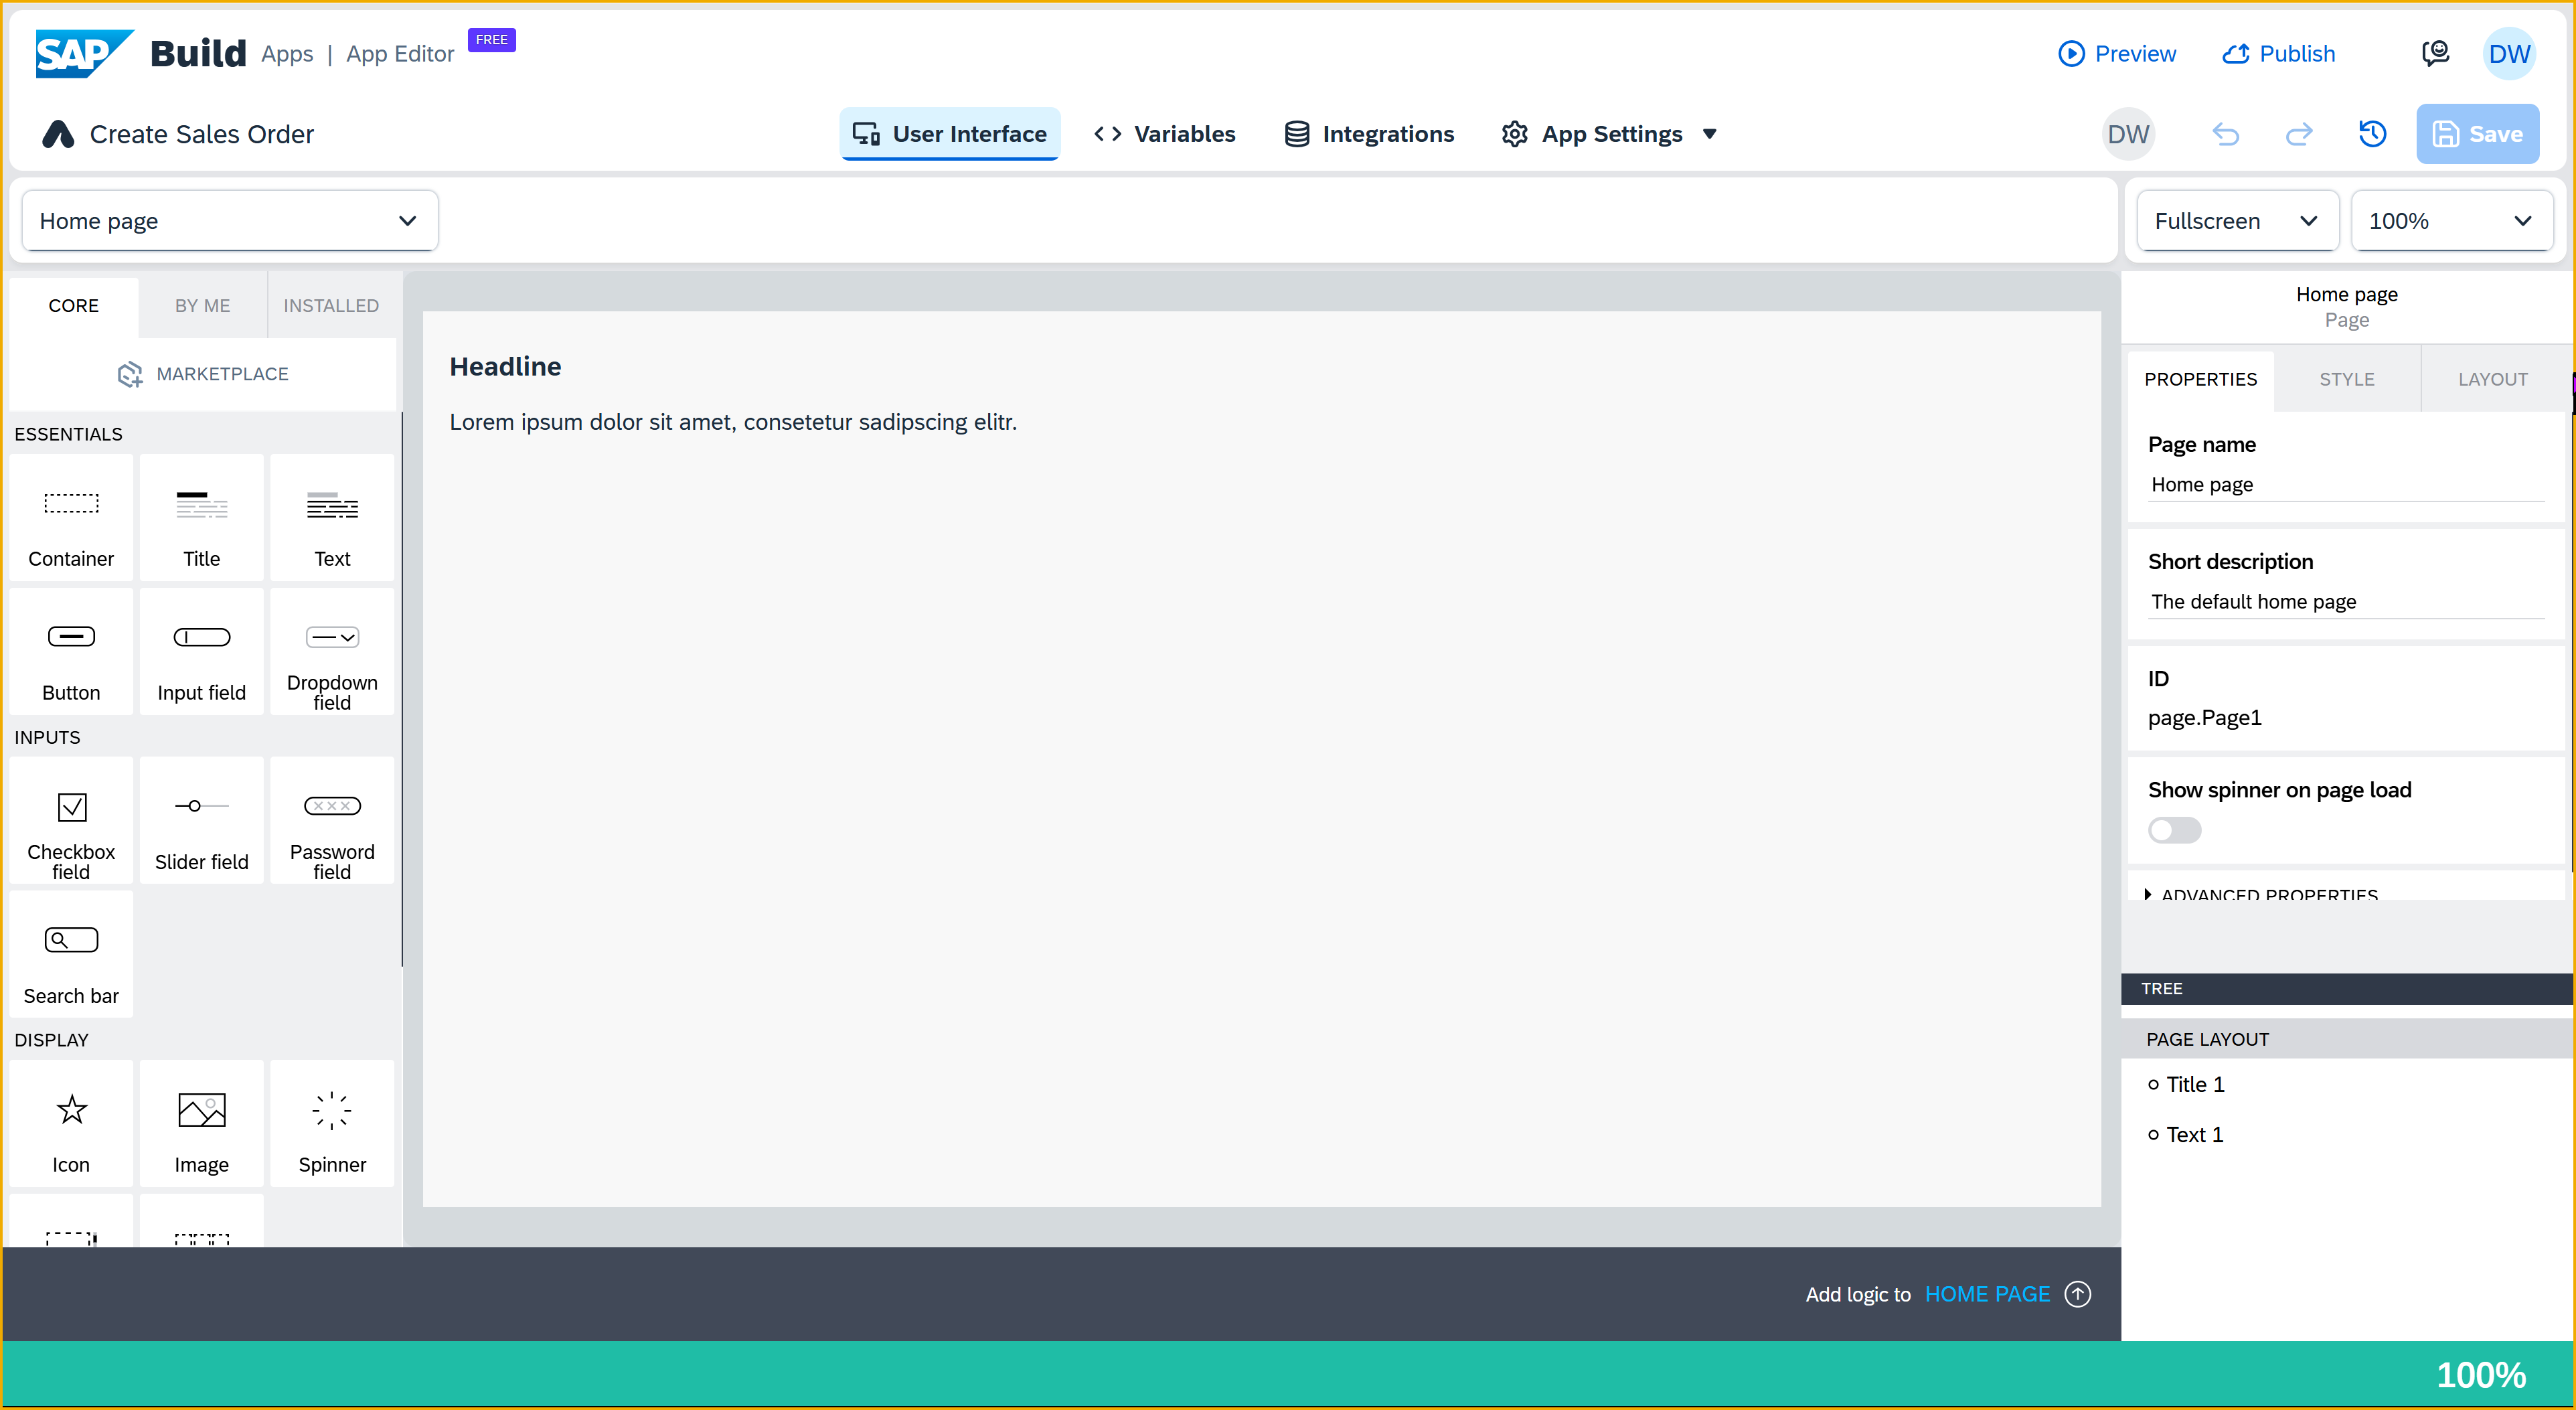 SAP Build Apps | App Editor FREE Preview Publish DW
Create Sales Order User Interface Variables Integrations App Settings DW Save
Home page Fullscreen 100%
CORE BY ME INSTALLED
MARKETPLACE
ESSENTIALS
Container Title Text
Button Input field Dropdown
field
INPUTS
Checkbox
field
Slider field
Password
field
Search bar
DISPLAY
Icon Image Spinner
Headline
Lorem ipsum dolor sit amet, consetetur sadipscing elitr.
Add logic to HOME PAGE
Home page
Page
PROPERTIES STYLE LAYOUT
Page name
Home page
Short description
The default home page
ID
page.Page1
Show spinner on page load
ADVANCED PROPERTIES
TREE
PAGE LAYOUT
Title 1
Text 1
100%